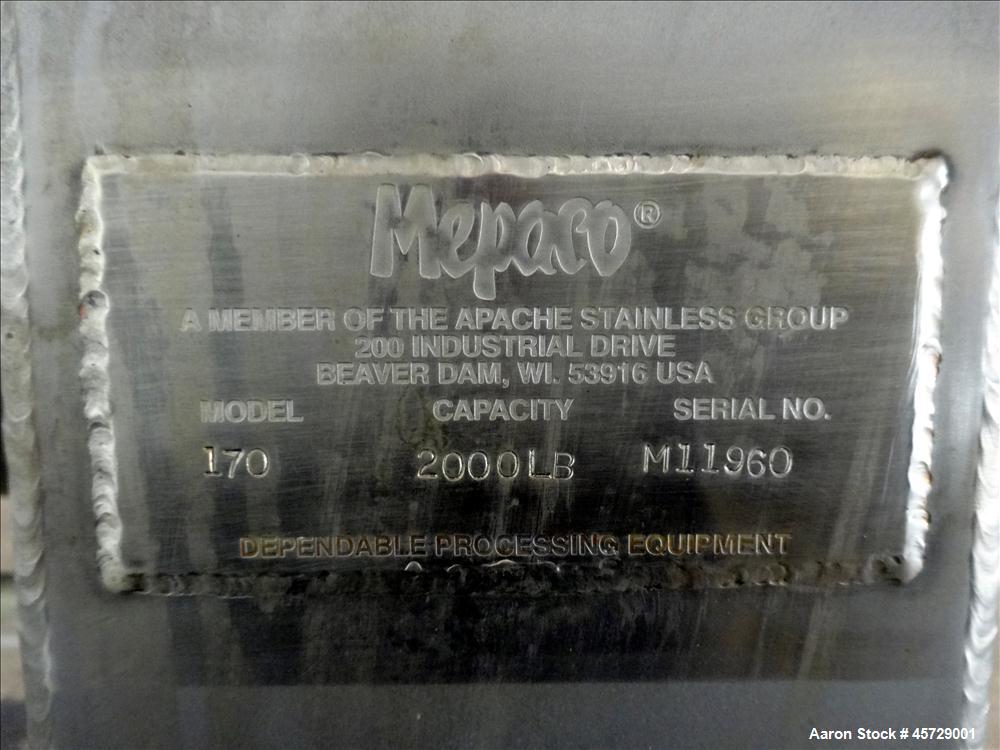 Mepaco®
A MEMBER OF THE APACHE STAINLESS GROUP
200 INDUSTRIAL DRIVE
BEAVER DAM, WI. 53916 USA
MODEL CAPACITY SERIAL NO.
170 2000LB M11960
DEPENDABLE PROCESSING EQUIPMENT
Aaron Stock # 45729001